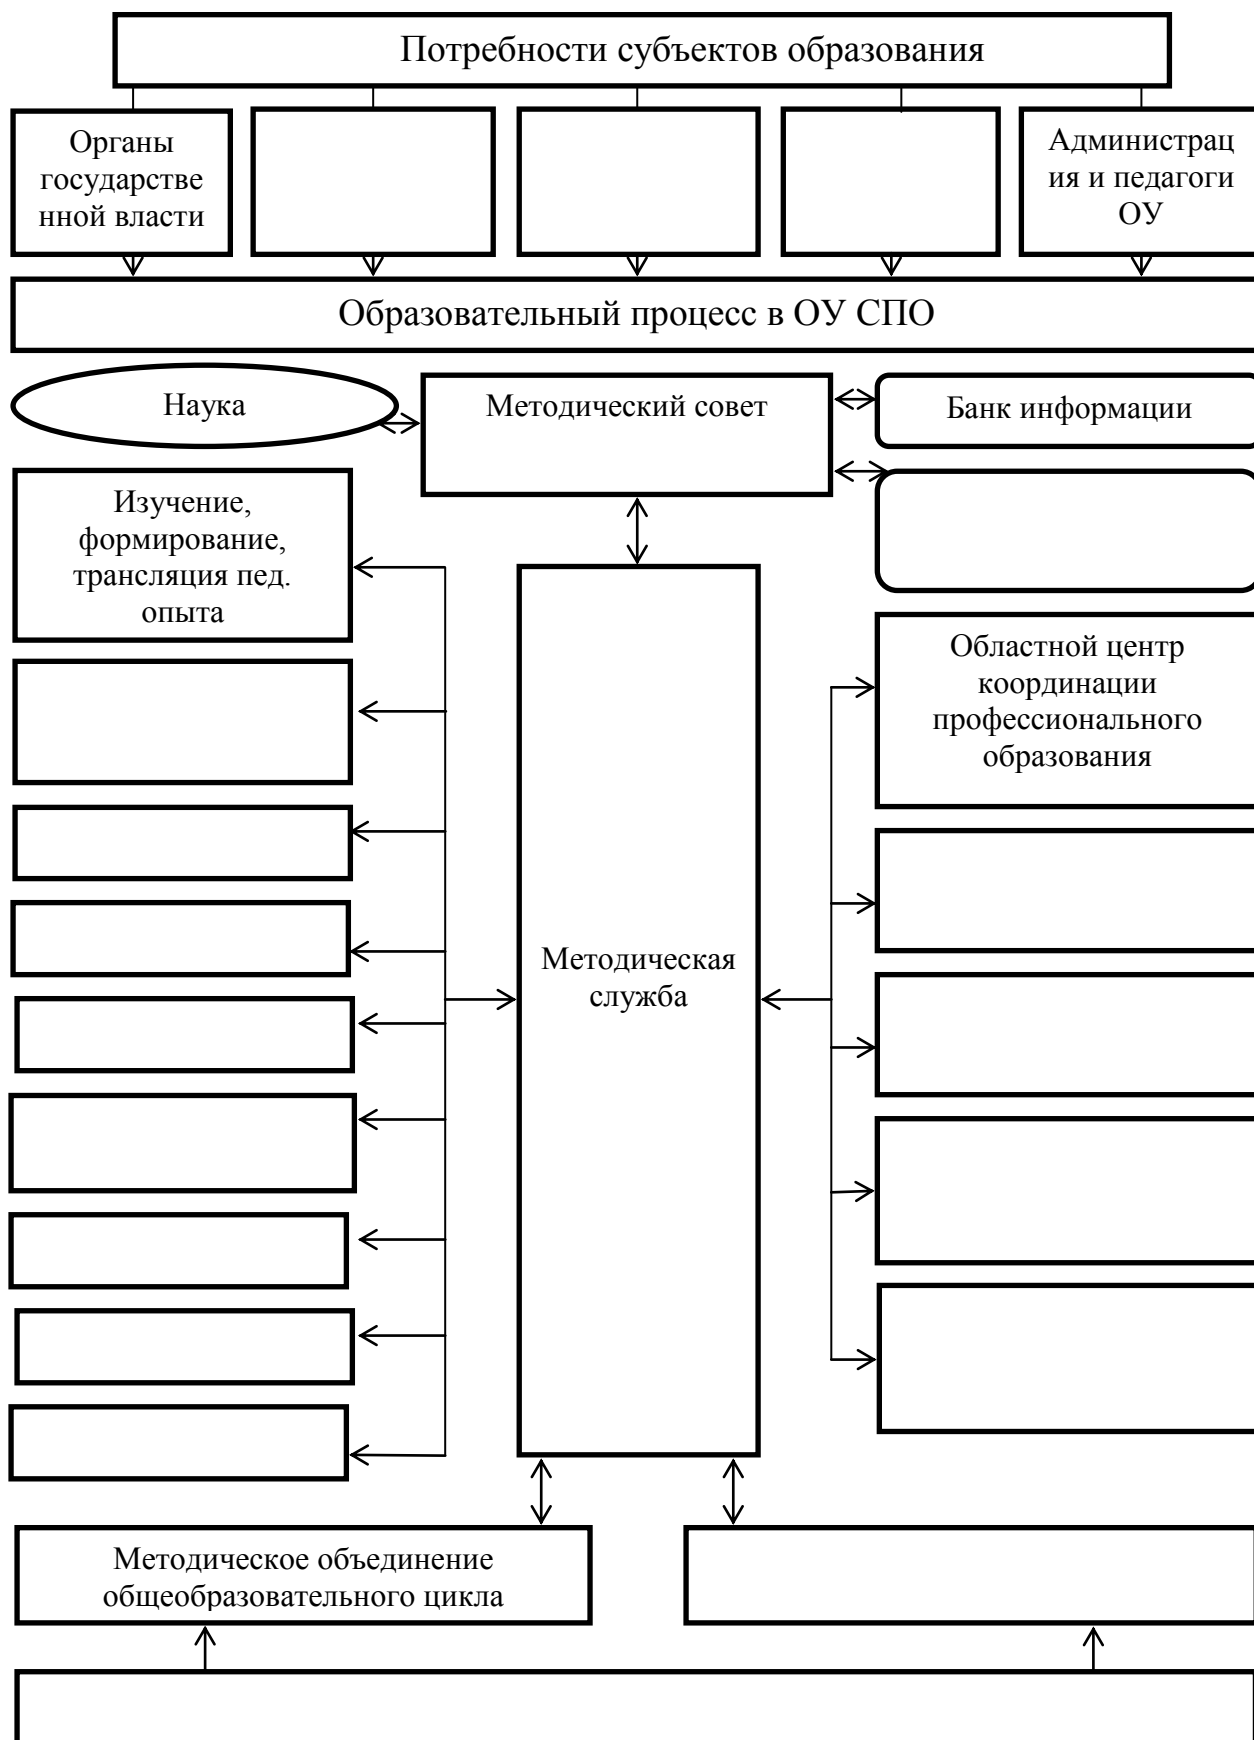 Потребности субъектов образования
Органы
государстве
нной власти
Администрац
ия и педагоги
ОУ
Образовательный процесс в ОУ СПО
Наука
Методический совет
Банк информации
Изучение,
формирование,
трансляция пед.
опыта
Областной центр
координации
профессионального
образования
Методическая
служба
Методическое объединение
общеобразовательного цикла